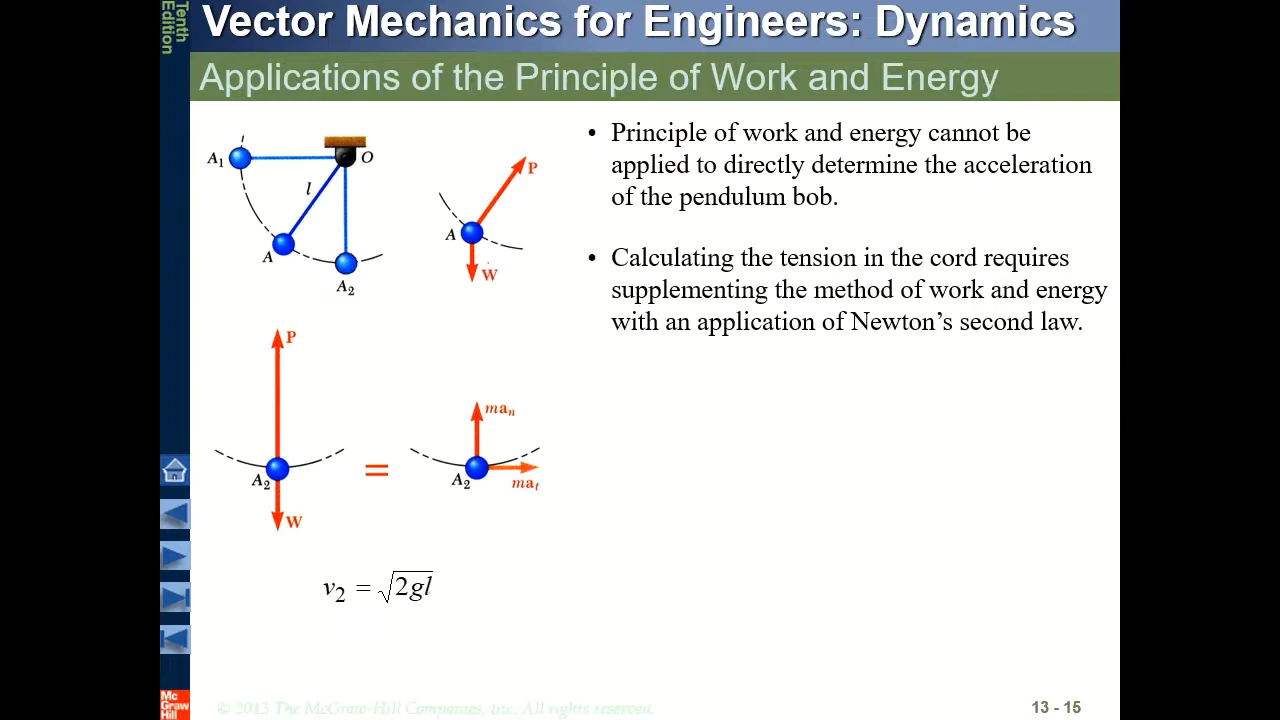 Tenth
Edition
Vector Mechanics for Engineers: Dynamics
Applications of the Principle of Work and Energy
A1
O
l
A
A2
P
A
W
• Principle of work and energy cannot be
applied to directly determine the acceleration
of the pendulum bob.
• Calculating the tension in the cord requires
supplementing the method of work and energy
with an application of Newton’s second law.
P
A2
W
=
man
A2
mat
v2 = √2gl
Mc
Graw
Hill
© 2013 The McGraw-Hill Companies, Inc. All rights reserved.
13 - 15